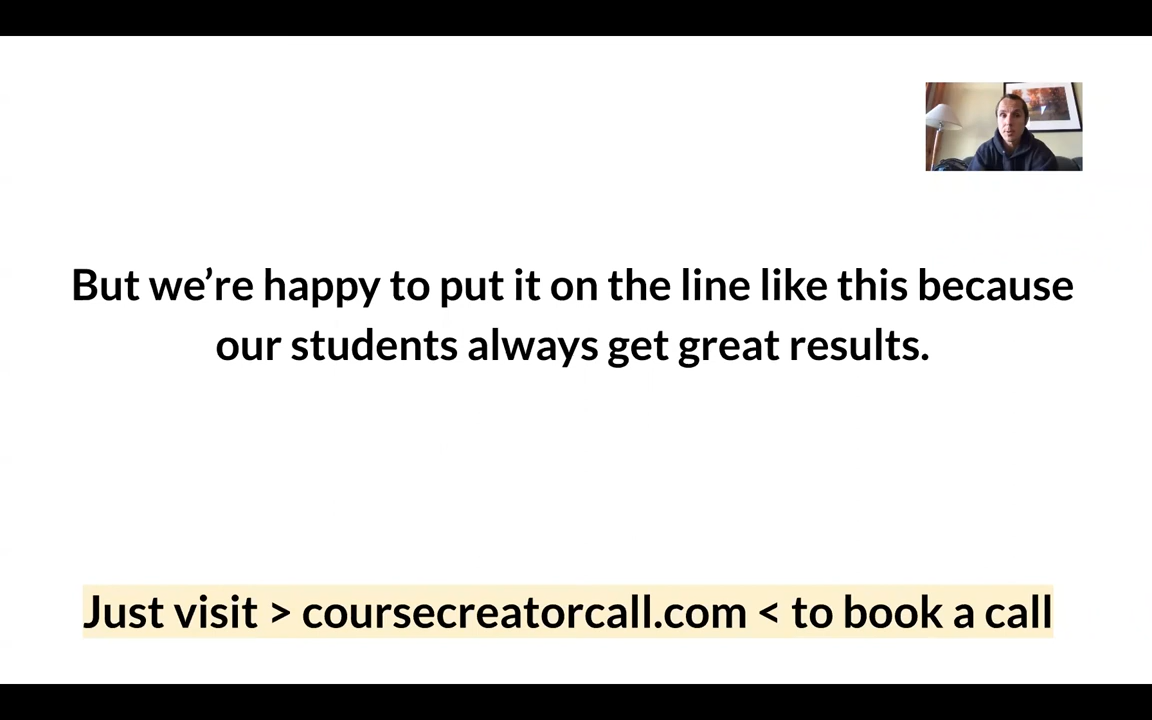 But we’re happy to put it on the line like this because
our students always get great results.
Just visit > coursecreatorcall.com < to book a call